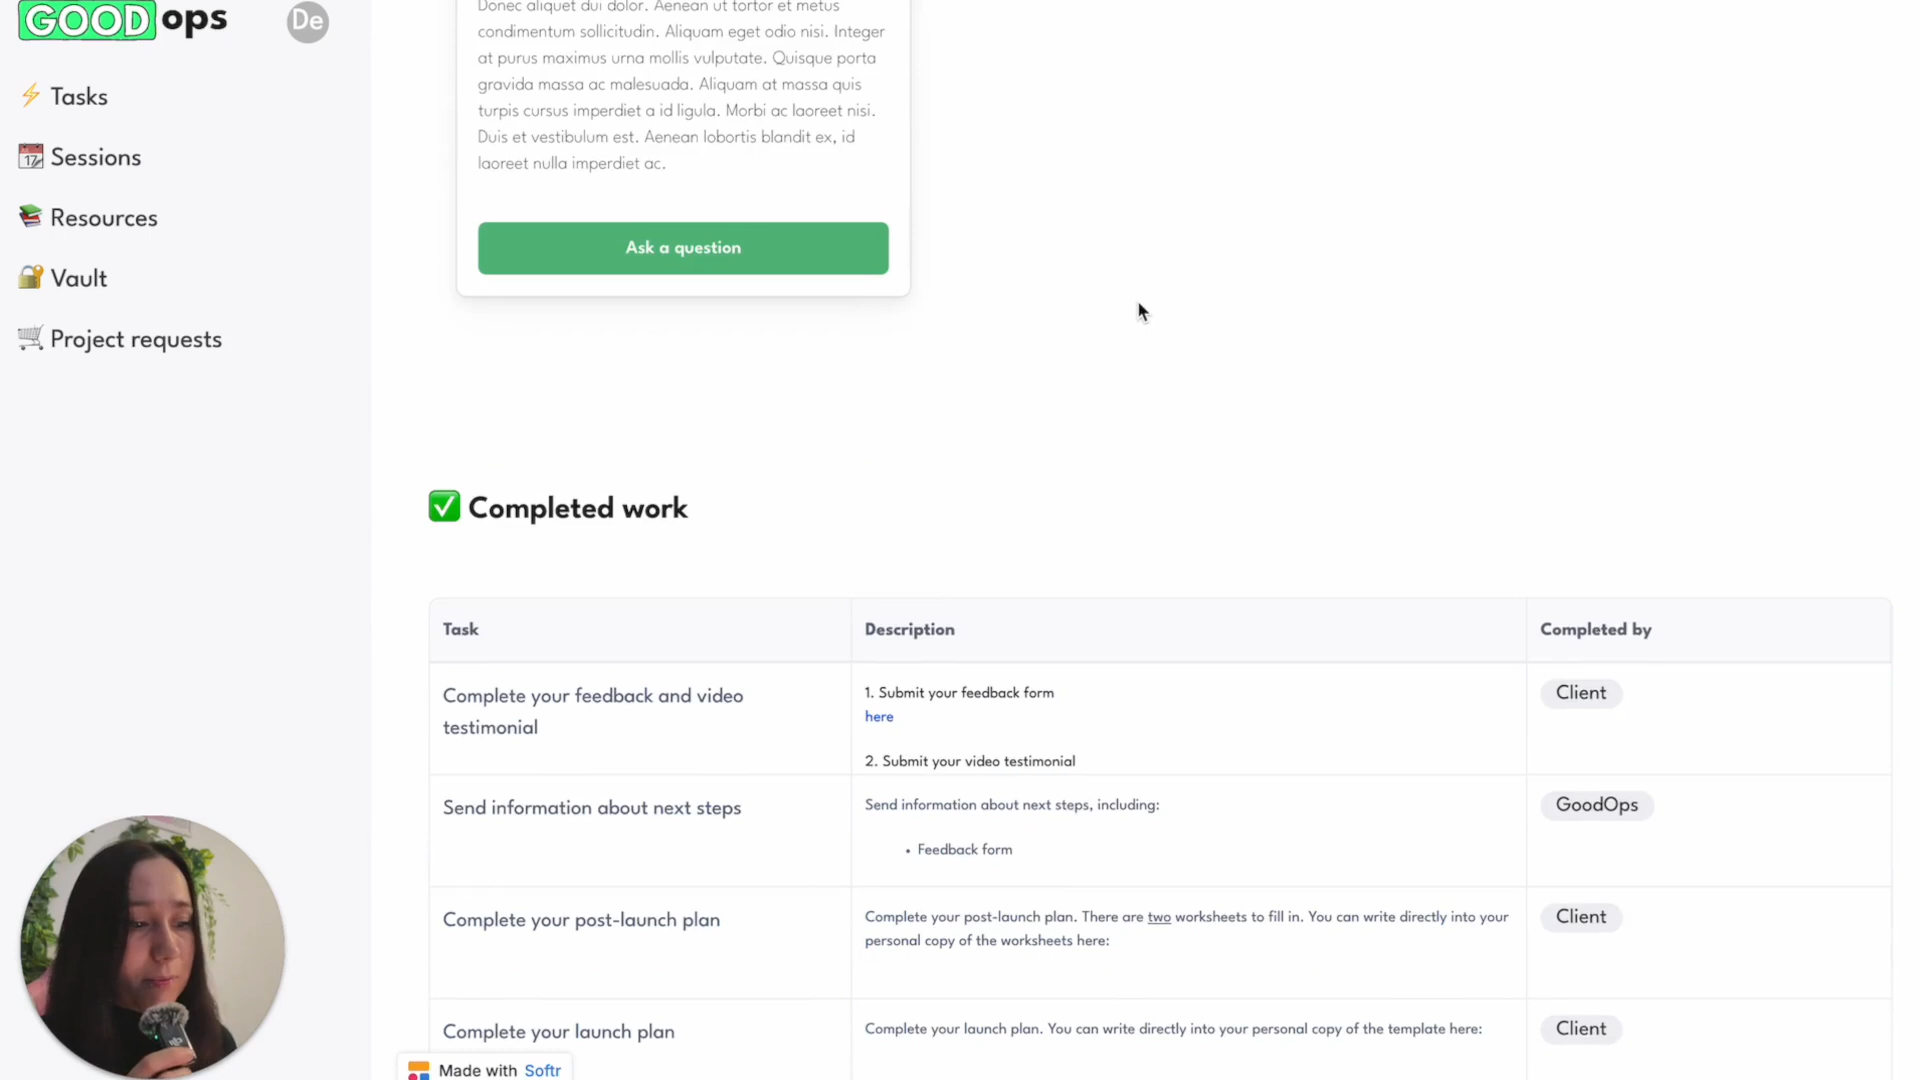 GOOD ops
De
Tasks
Sessions
Resources
Vault
Project requests
Donec aliquet dui dolor. Aenean ut tortor et metus
condimentum sollicitudin. Aliquam eget odio nisi. Integer
at purus maximus urna mollis vulputate. Quisque porta
gravida massa ac malesuada. Aliquam at massa quis
turpis cursus imperdiet a id ligula. Morbi ac laoreet nisi.
Duis et vestibulum est. Aenean lobortis blandit ex, id
laoreet nulla imperdiet ac.
Ask a question
Completed work
Task Description Completed by
Complete your feedback and video
testimonial
1. Submit your feedback form
here
2. Submit your video testimonial
Client
Send information about next steps
Send information about next steps, including:
• Feedback form
GoodOps
Complete your post-launch plan
Complete your post-launch plan. There are two worksheets to fill in. You can write directly into your
personal copy of the worksheets here:
Client
Complete your launch plan
Complete your launch plan. You can write directly into your personal copy of the template here:
Client
Made with Softr